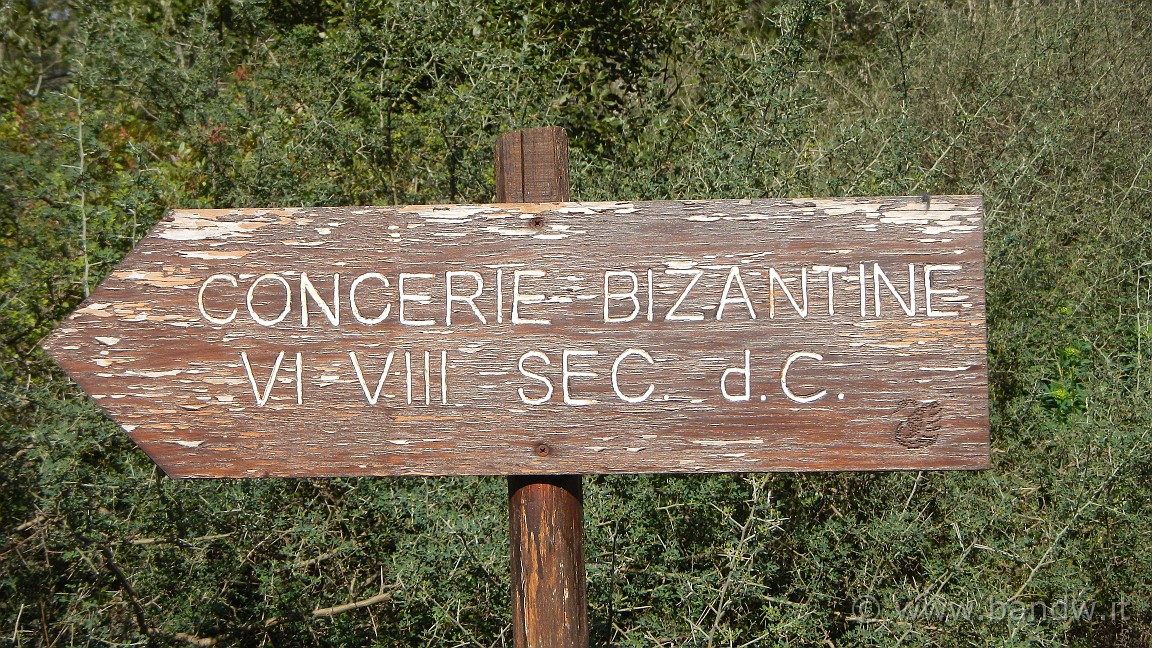 CONCERIE BIZANTINE
VI-VIII SEC. d.C.
© www.bandw.it